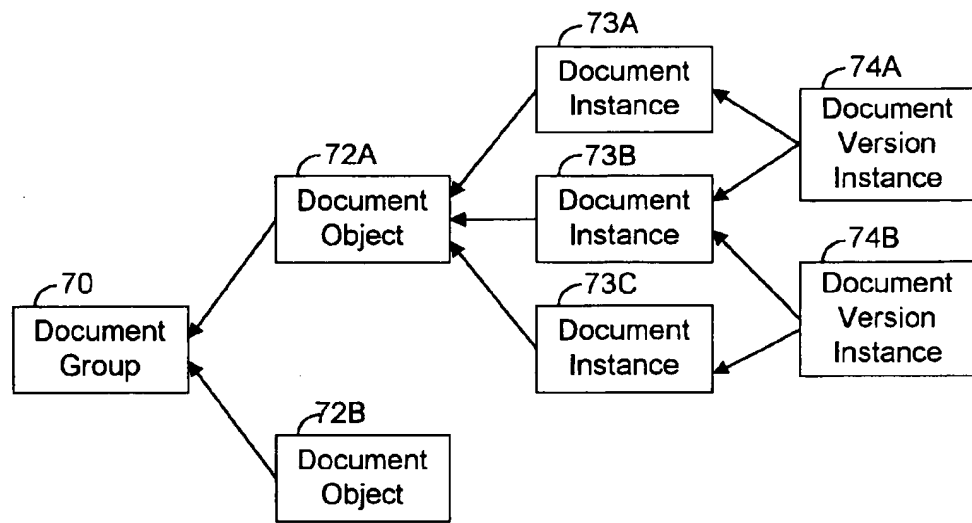 73A
Document
Instance
74A
Document
Version
Instance
72A
Document
Object
73B
Document
Instance
74B
Document
Version
Instance
70
Document
Group
73C
Document
Instance
72B
Document
Object